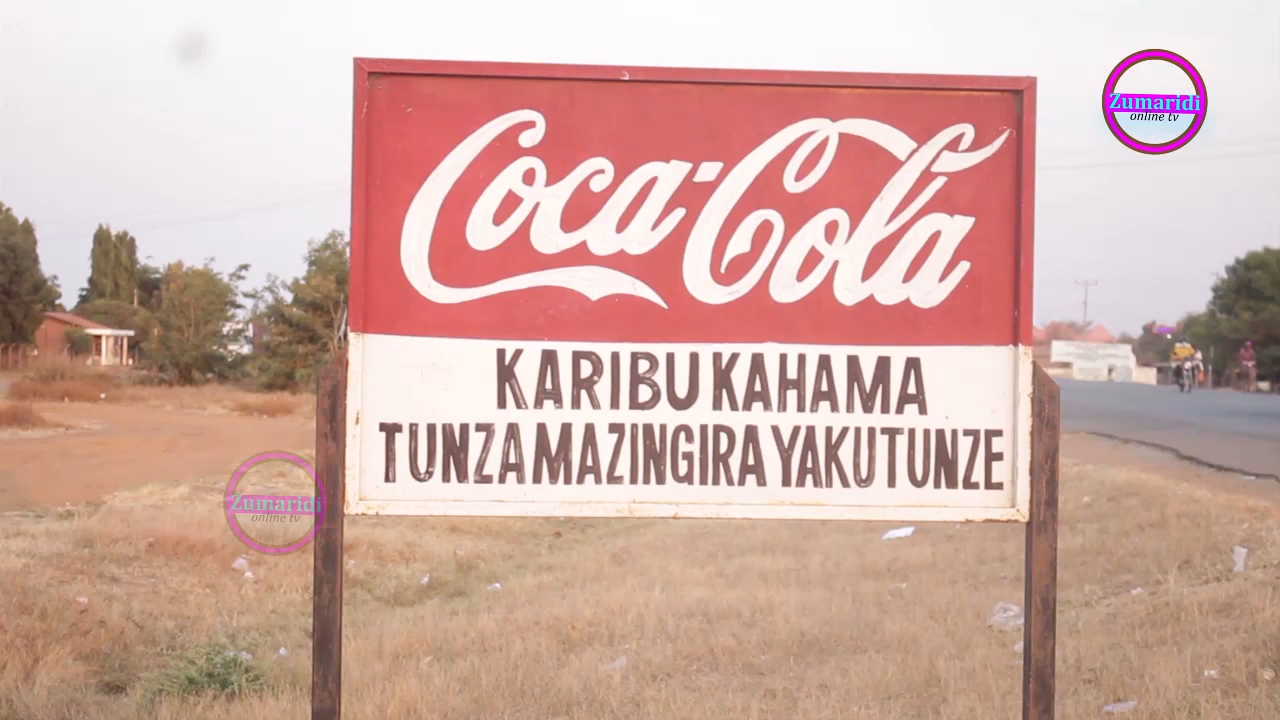 Zumaridi
online tv
Coca-Cola
KARIBU KAHAMA
TUNZA MAZINGIRA YAKUTUNZE
Zumaridi
online tv